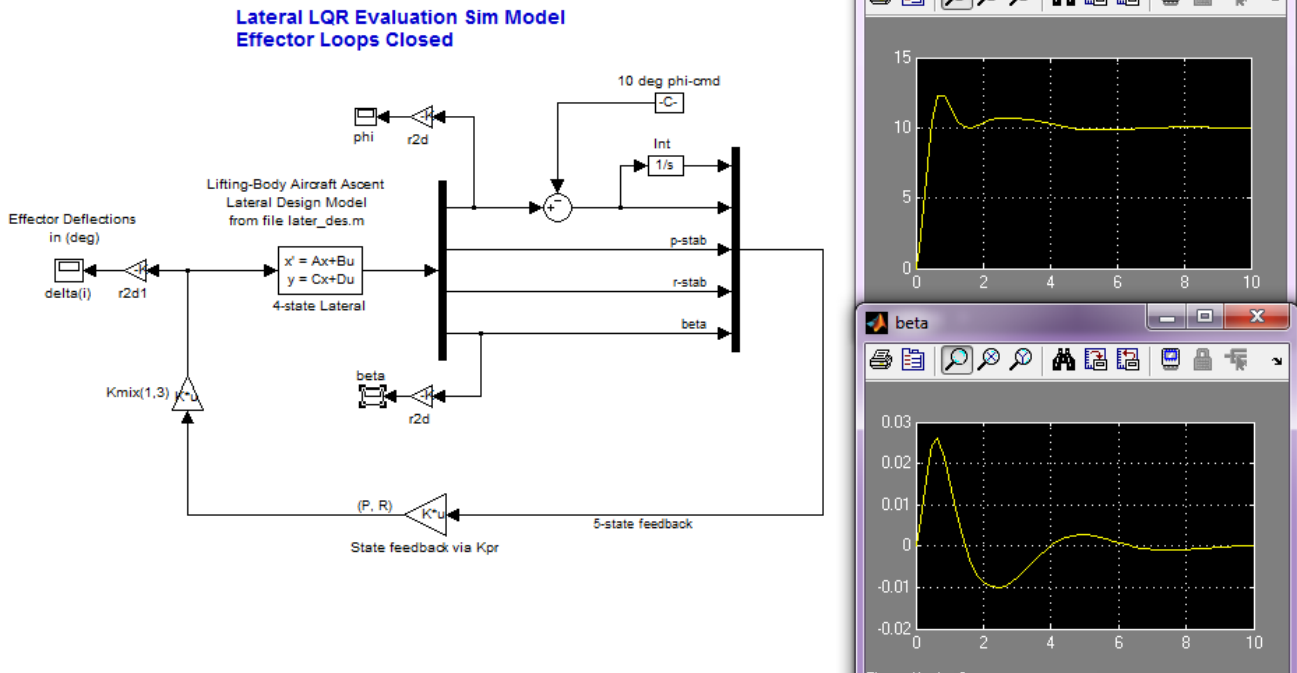 Lateral LQR Evaluation Sim Model
Effector Loops Closed
10 deg phi-cmd
-C-
phi
r2d
Int
1/s
Lifting-Body Aircraft Ascent
Lateral Design Model
from file later_des.m
Effector Deflections
in (deg)
+
−
p-stab
x' = Ax+Bu
y = Cx+Du
delta(i)
r2d1
4-state Lateral
r-stab
beta
beta
Kmix(1,3)
K*u
r2d
(P, R)
K*u
5-state feedback
State feedback via Kpr
15
10
5
0
0
2
4
6
8
10
beta
0.03
0.02
0.01
0
-0.01
-0.02
0
2
4
6
8
10